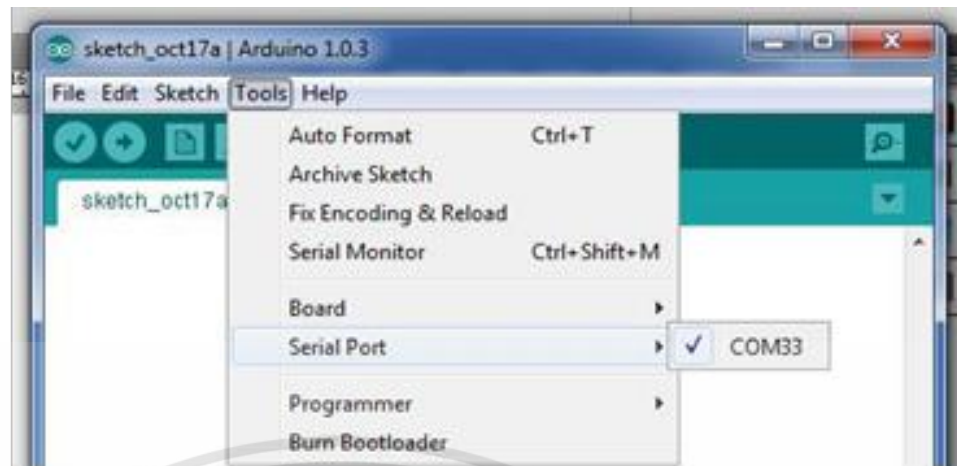 sketch_oct17a | Arduino 1.0.3
File Edit Sketch Tools Help
Auto Format Ctrl+T
Archive Sketch
sketch_oct17a
Fix Encoding & Reload
Serial Monitor Ctrl+Shift+M
Board
Serial Port
COM33
Programmer
Burn Bootloader